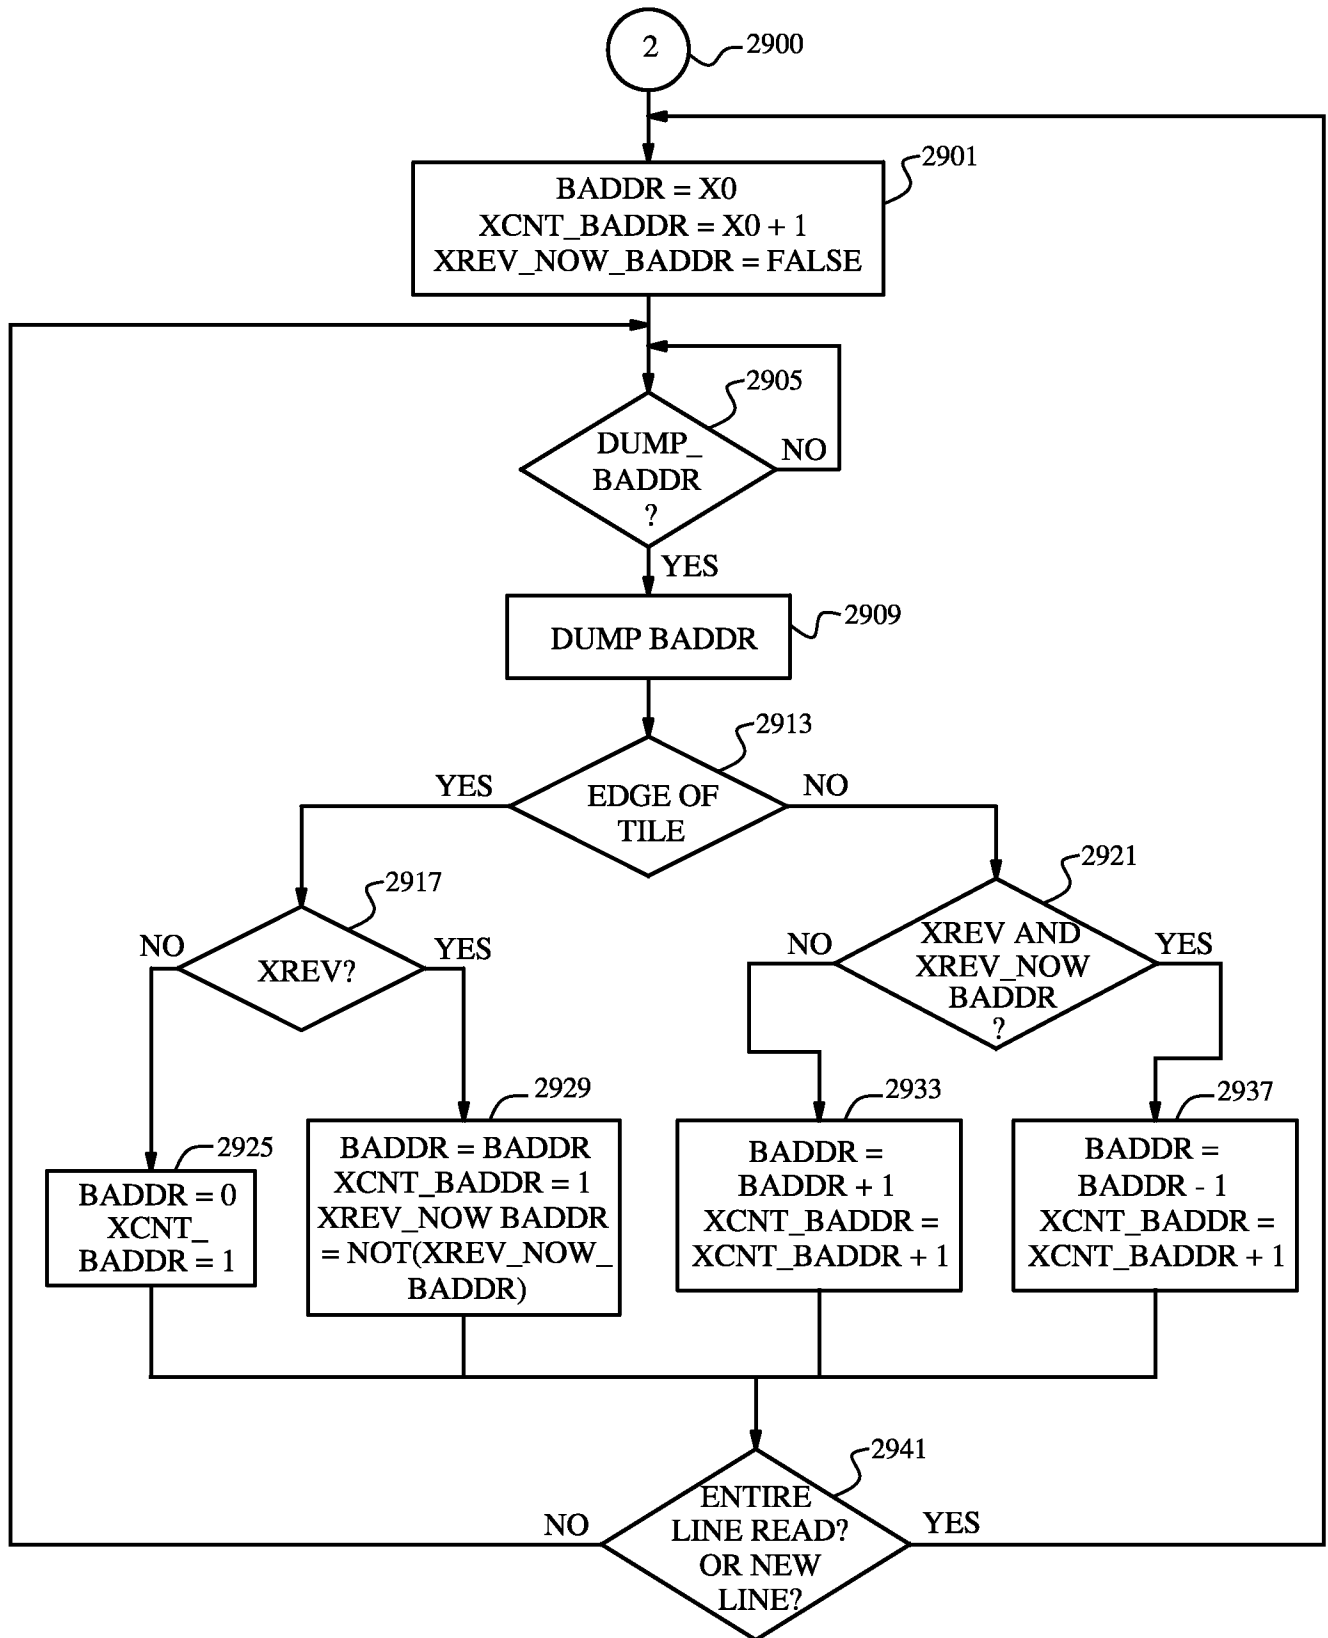 2
2900
2901
BADDR = X0
XCNT_BADDR = X0 + 1
XREV_NOW_BADDR = FALSE
2905
DUMP_
BADDR
?
NO
YES
2909
DUMP BADDR
2913
YES
NO
EDGE OF
TILE
2917
NO
YES
XREV?
2921
NO
YES
XREV AND
XREV_NOW
BADDR
?
2925
BADDR = 0
XCNT_
BADDR = 1
2929
BADDR = BADDR
XCNT_BADDR = 1
XREV_NOW BADDR
= NOT(XREV_NOW_
BADDR)
2933
BADDR =
BADDR + 1
XCNT_BADDR =
XCNT_BADDR + 1
2937
BADDR =
BADDR - 1
XCNT_BADDR =
XCNT_BADDR + 1
2941
NO
YES
ENTIRE
LINE READ?
OR NEW
LINE?